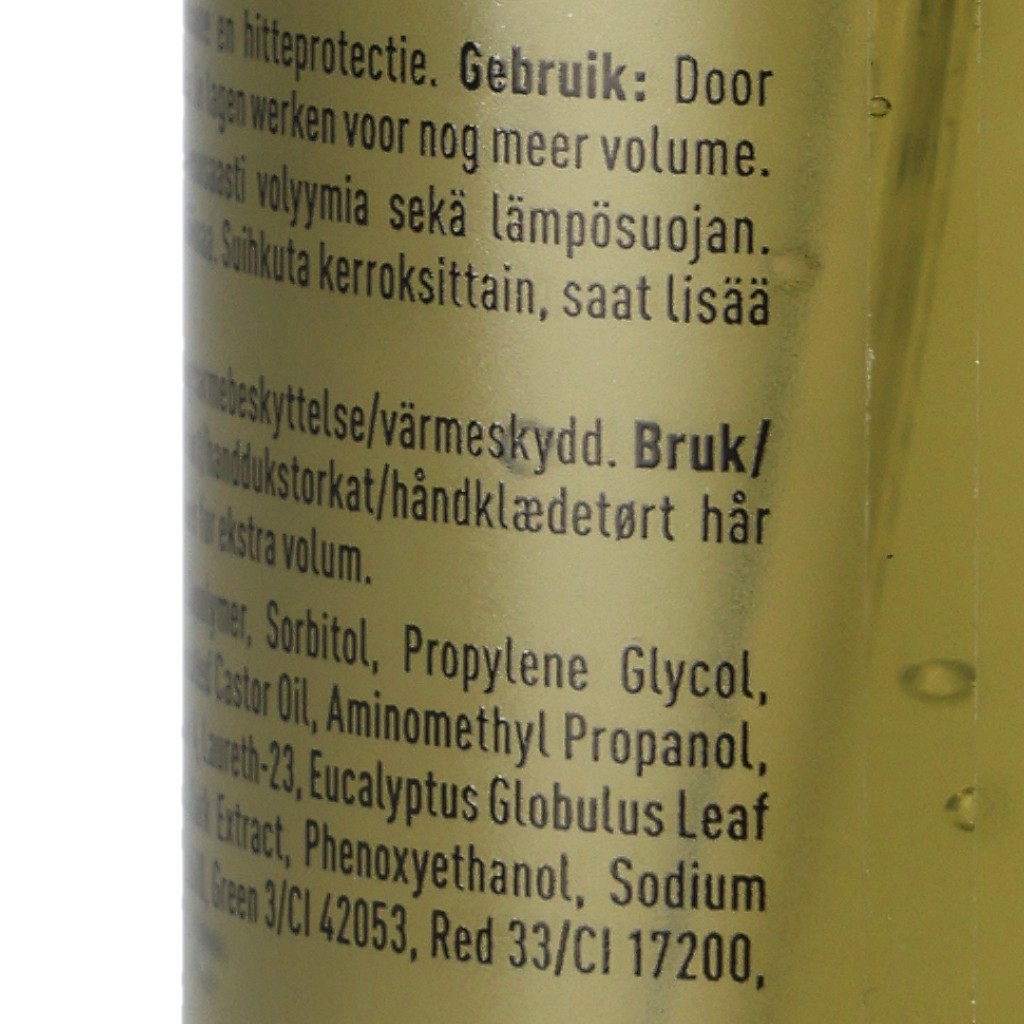 en hitteprotectie. Gebruik: Door
lagen werken voor nog meer volume.
volyymia sekä lämpösuojan.
Suihkuta kerroksittain, saat lisää
värmeskydd. Bruk/
handdukstorkat/håndklædetørt hår
for ekstra volum.
Sorbitol, Propylene Glycol,
Castor Oil, Aminomethyl Propanol,
Laureth-23, Eucalyptus Globulus Leaf
Extract, Phenoxyethanol, Sodium
Green 3/CI 42053, Red 33/CI 17200,